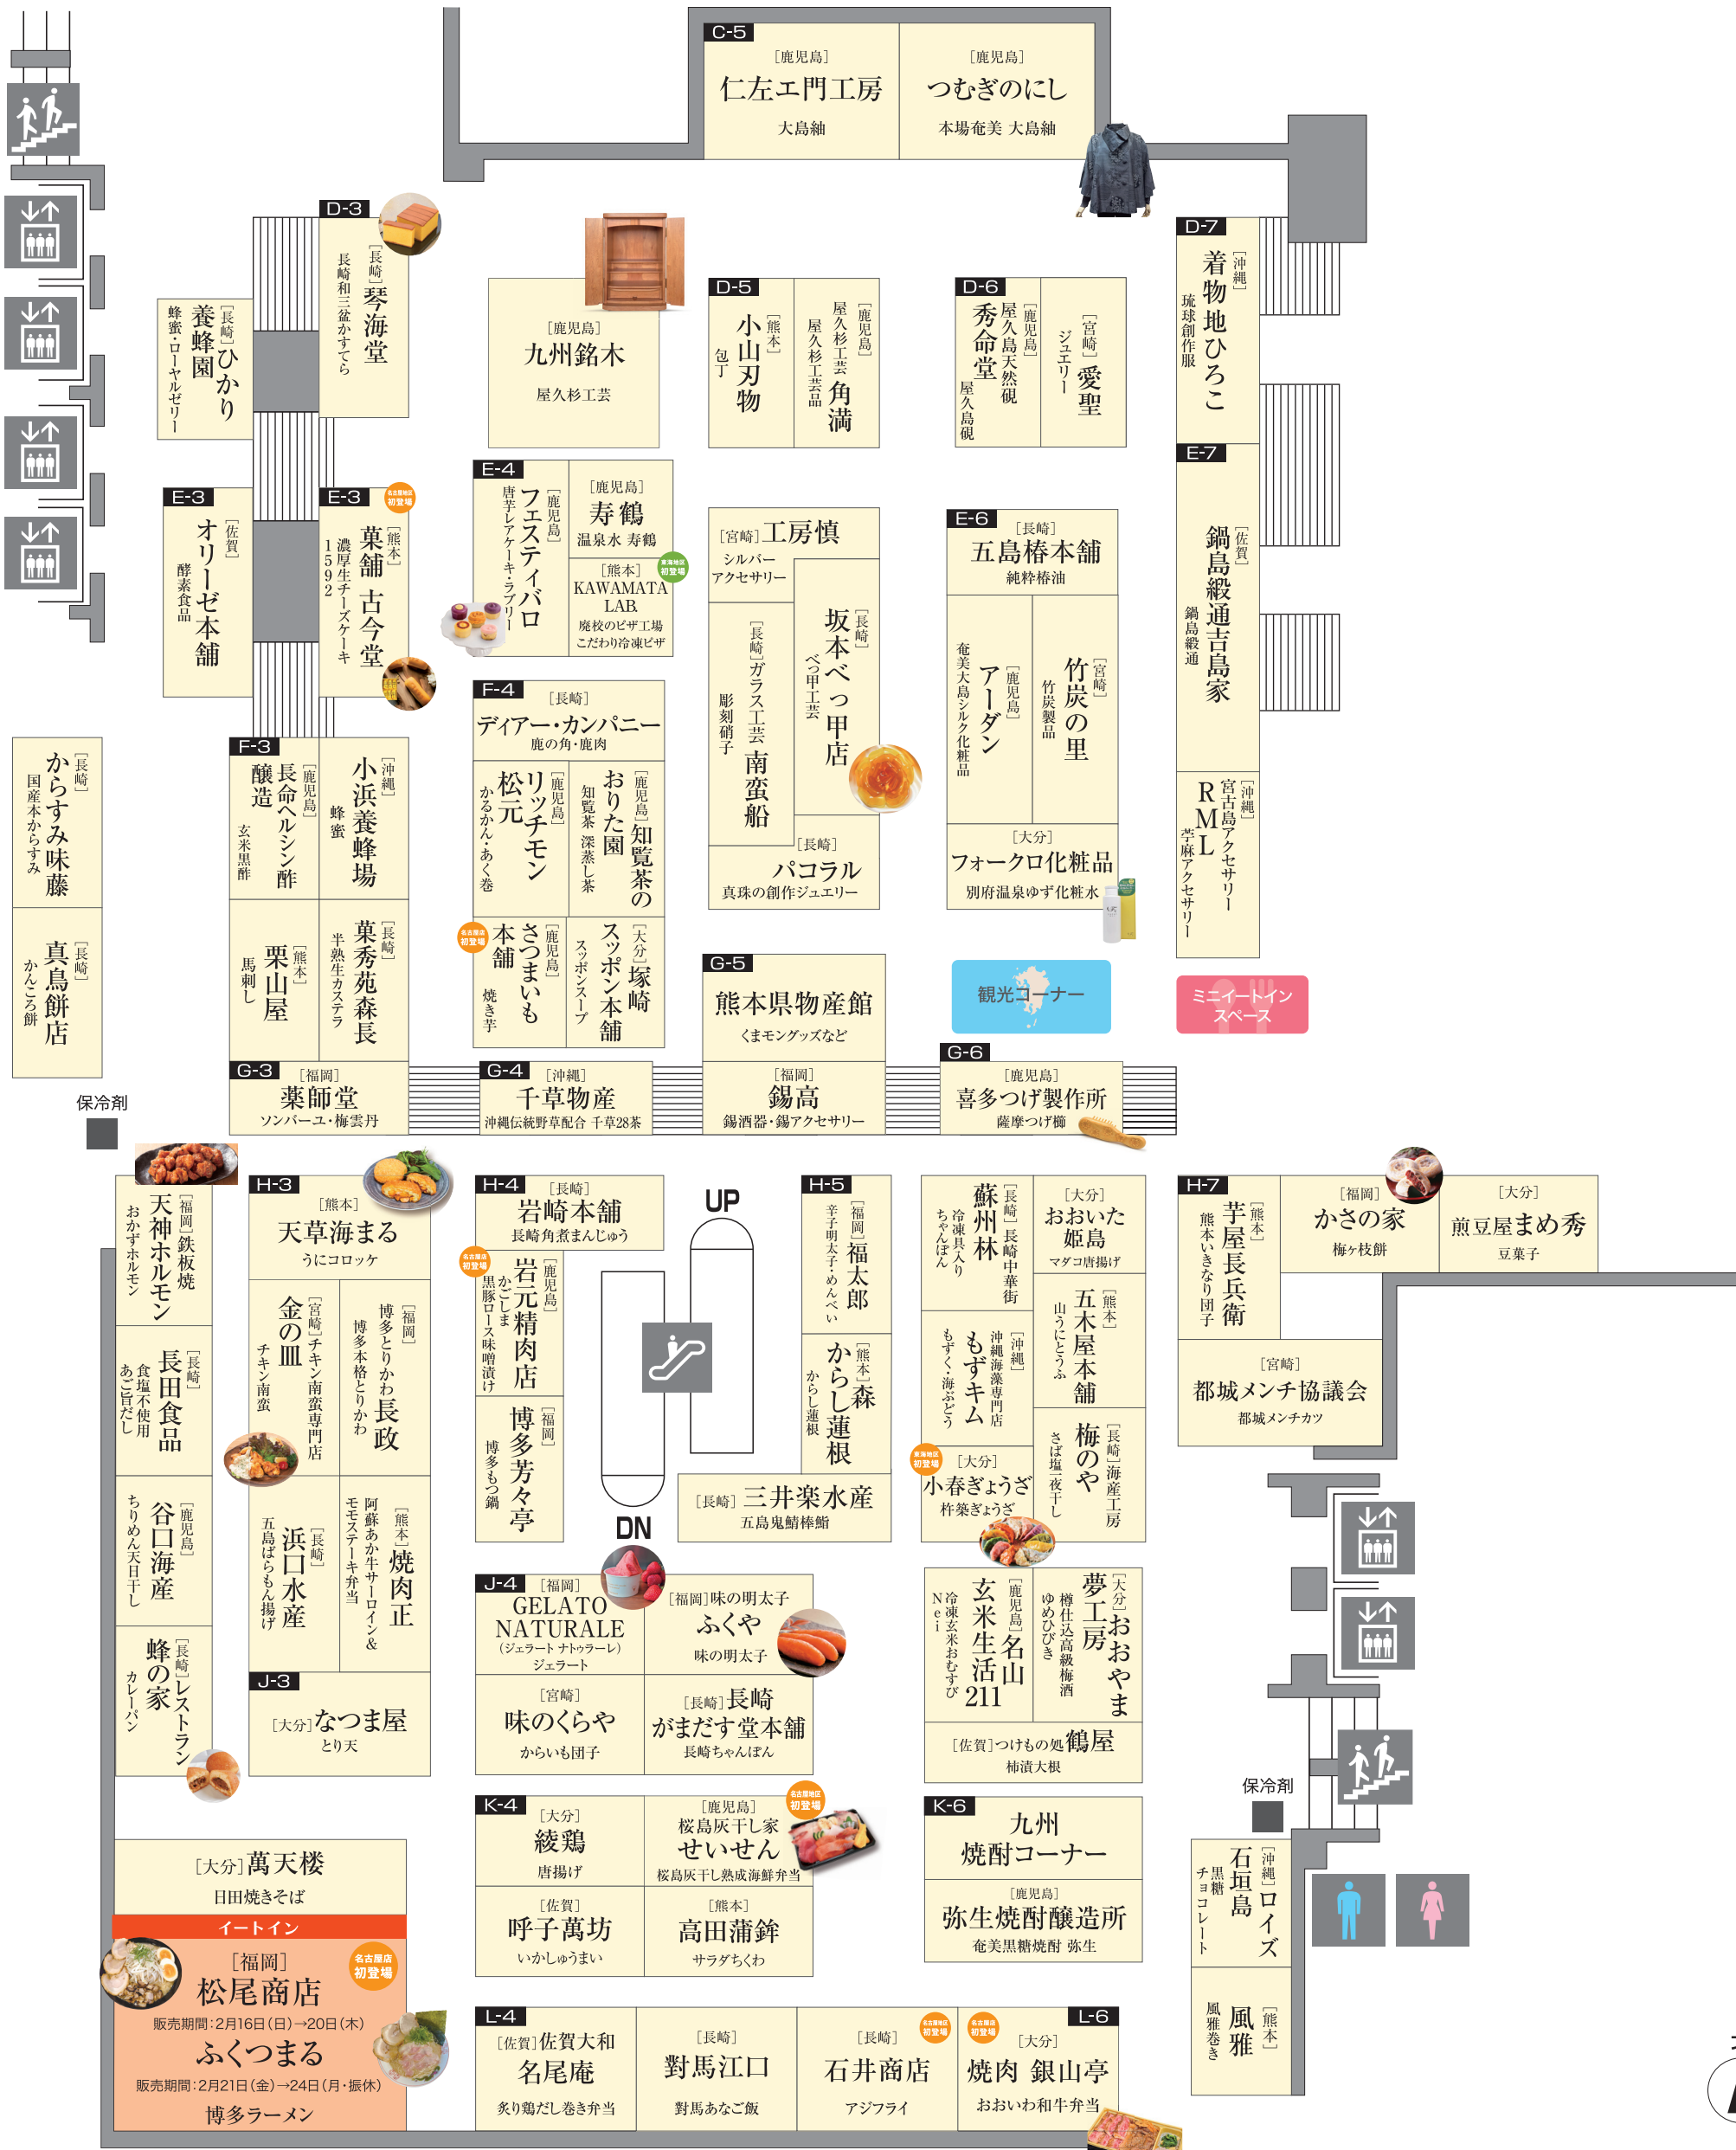 C-5
［鹿児島］
仁左エ門工房
大島紬
［鹿児島］
つむぎのにし
本場奄美 大島紬
D-3
［長崎］琴海堂
長崎和三盆かすてら
［長崎］ひかり
養蜂園
蜂蜜・ローヤルゼリー
［鹿児島］
九州銘木
屋久杉工芸
D-5
［熊本］
小山刃物
包丁
［鹿児島］
屋久杉工芸 角満
屋久杉工芸品
D-6
［鹿児島］
屋久島天然硯
秀命堂
屋久島硯
［宮崎］愛聖
ジュエリー
D-7
［沖縄］
着物地ひろこ
琉球創作服
E-3
［佐賀］
オリーゼ本舗
酵素食品
E-3
名古屋地区
初登場
［熊本］
菓舗 古今堂
濃厚生チーズケーキ
1592
E-4
［鹿児島］
フェスティバロ
唐芋レアケーキ・ラブリー
［鹿児島］
寿鶴
温泉水 寿鶴
東海地区
初登場
［熊本］
KAWAMATA
LAB.
廃校のピザ工場
こだわり冷凍ピザ
［宮崎］工房慎
シルバー
アクセサリー
［長崎］
坂本べっ甲店
べっ甲工芸
［長崎］ガラス工芸 南蛮船
彫刻硝子
［長崎］
パコラル
真珠の創作ジュエリー
E-6
［長崎］
五島椿本舗
純粋椿油
［鹿児島］
アーダン
奄美大島シルク化粧品
［宮崎］
竹炭の里
竹炭製品
［大分］
フォークロ化粧品
別府温泉ゆず化粧水
E-7
［佐賀］
鍋島緞通吉島家
鍋島緞通
［沖縄］
宮古島アクセサリー
RML
苧麻アクセサリー
［長崎］
からすみ味藤
国産本からすみ
［長崎］
真鳥餅店
かんころ餅
F-3
［鹿児島］
長命ヘルシン酢
醸造
玄米黒酢
［沖縄］
小浜養蜂場
蜂蜜
［熊本］
栗山屋
馬刺し
［長崎］
菓秀苑森長
半熟生カステラ
F-4
［長崎］
ディアー・カンパニー
鹿の角・鹿肉
［鹿児島］
リッチモン
松元
かるかん・あく巻
［鹿児島］知覧茶の
おりた園
知覧茶 深蒸し茶
名古屋店
初登場
［鹿児島］
さつまいも
本舗
焼き芋
［大分］塚崎
スッポン本舗
スッポンスープ
G-5
熊本県物産館
くまモングッズなど
観光コーナー
ミニイートイン
スペース
G-3
［福岡］
薬師堂
ソンバーユ・梅雲丹
G-4
［沖縄］
千草物産
沖縄伝統野草配合 千草28茶
［福岡］
錫高
錫酒器・錫アクセサリー
G-6
［鹿児島］
喜多つげ製作所
薩摩つげ櫛
保冷剤
［福岡］鉄板焼
天神ホルモン
おかずホルモン
［長崎］
長田食品
食塩不使用
あご旨だし
［鹿児島］
谷口海産
ちりめん天日干し
［長崎］レストラン
蜂の家
カレーパン
H-3
［熊本］
天草海まる
うにコロッケ
［宮崎］チキン南蛮専門店
金の皿
チキン南蛮
［福岡］
博多とりかわ長政
博多本格とりかわ
［長崎］
浜口水産
五島ばらもん揚げ
［熊本］焼肉正
阿蘇あか牛サーロイン＆
モモステーキ弁当
J-3
［大分］なつま屋
とり天
H-4
［長崎］
岩崎本舗
長崎角煮まんじゅう
名古屋店
初登場
［鹿児島］
岩元精肉店
かごしま
黒豚ロース味噌漬け
［福岡］
博多芳々亭
博多もつ鍋
UP
DN
H-5
［福岡］福太郎
辛子明太子・めんべい
［熊本］森
からし蓮根
からし蓮根
［長崎］三井楽水産
五島鬼鯖棒鮨
［長崎］長崎中華街
蘇州林
冷凍具入り
ちゃんぽん
［大分］
おおいた
姫島
マダコ唐揚げ
［沖縄］
沖縄海藻専門店
もずキム
もずく・海ぶどう
［熊本］
五木屋本舗
山うにとうふ
東海地区
初登場
［大分］
小春ぎょうざ
杵築ぎょうざ
［長崎］海産工房
梅のや
さば塩一夜干し
H-7
［熊本］
芋屋長兵衛
熊本いきなり団子
［福岡］
かさの家
梅ヶ枝餅
［大分］
煎豆屋まめ秀
豆菓子
［宮崎］
都城メンチ協議会
都城メンチカツ
J-4
［福岡］
GELATO
NATURALE
（ジェラート ナトゥラーレ）
ジェラート
［福岡］味の明太子
ふくや
味の明太子
［宮崎］
味のくらや
からいも団子
［長崎］長崎
がまだす堂本舗
長崎ちゃんぽん
［鹿児島］名山
玄米生活211
冷凍玄米おむすび
Nei
［大分］おおやま
夢工房
樽仕込高級梅酒
ゆめひびき
［佐賀］つけもの処鶴屋
柿漬大根
K-4
［大分］
綾鶏
唐揚げ
名古屋地区
初登場
［鹿児島］
桜島灰干し家
せいせん
桜島灰干し熟成海鮮弁当
［佐賀］
呼子萬坊
いかしゅうまい
［熊本］
高田蒲鉾
サラダちくわ
K-6
九州
焼酎コーナー
［鹿児島］
弥生焼酎醸造所
奄美黒糖焼酎 弥生
保冷剤
［沖縄］ロイズ
石垣島
黒糖
チョコレート
［熊本］
風雅
風雅巻き
［大分］萬天楼
日田焼きそば
イートイン
［福岡］
名古屋店
初登場
松尾商店
販売期間：2月16日（日）→20日（木）
ふくつまる
販売期間：2月21日（金）→24日（月・振休）
博多ラーメン
L-4
［佐賀］佐賀大和
名尾庵
炙り鶏だし巻き弁当
［長崎］
對馬江口
對馬あなご飯
名古屋地区
初登場
［長崎］
石井商店
アジフライ
L-6
名古屋店
初登場
［大分］
焼肉 銀山亭
おおいわ和牛弁当